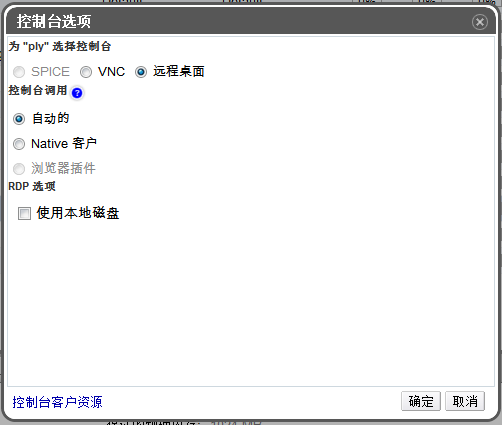 控制台选项
为 "ply" 选择控制台
SPICE VNC 远程桌面
控制台调用
自动的
Native 客户
浏览器插件
RDP 选项
使用本地磁盘
控制台客户资源 确定 取消